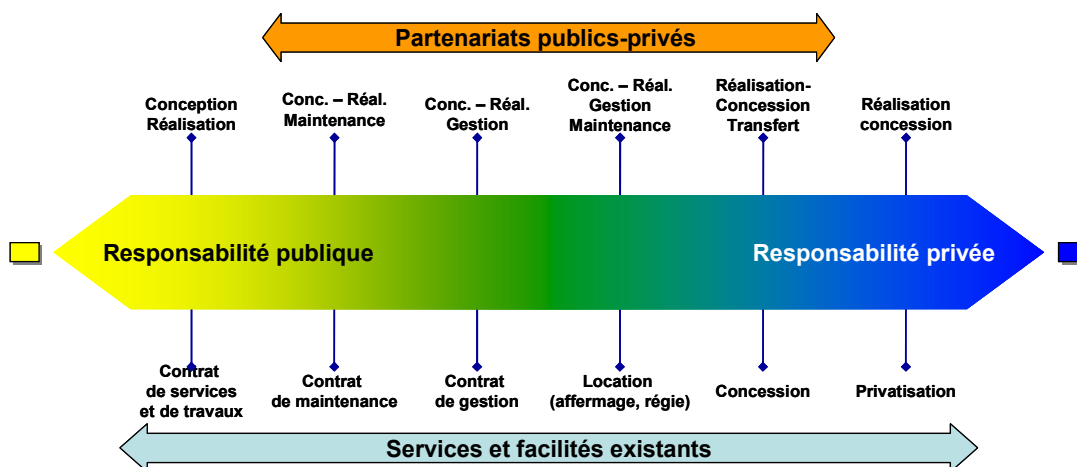 Partenariats publics-privés
Conception
Réalisation
Conc. – Réal.
Maintenance
Conc. – Réal.
Gestion
Conc. – Réal.
Gestion
Maintenance
Réalisation-
Concession
Transfert
Réalisation
concession
Responsabilité publique
Responsabilité privée
Contrat
de services
et de travaux
Contrat
de maintenance
Contrat
de gestion
Location
(affermage, régie)
Concession
Privatisation
Services et facilités existants